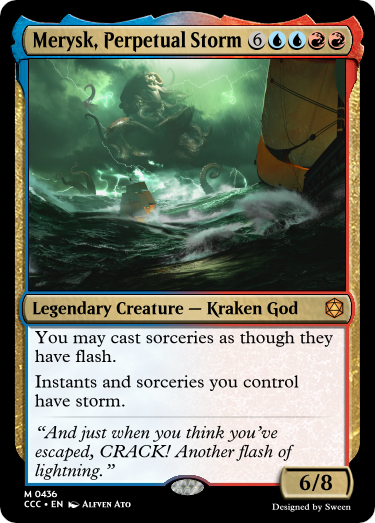 Merysk, Perpetual Storm 6
Legendary Creature — Kraken God
You may cast sorceries as though they
have flash.
Instants and sorceries you control
have storm.
“And just when you think you’ve
escaped, CRACK! Another flash of
lightning.”
6/8
M 0436
CCC • EN Alfven Ato
Designed by Sween